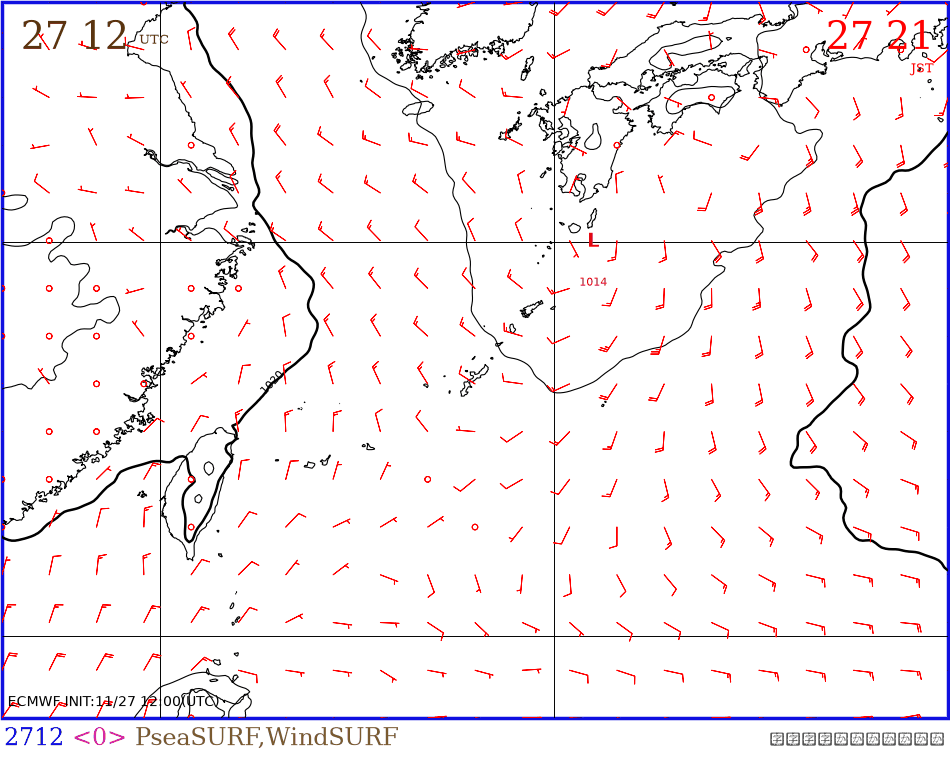 27 12 UTC
27 21
JST
L
1014
1020
ECMWF INIT:11/27 12:00(UTC)
2712 <0> PseaSURF,WindSURF